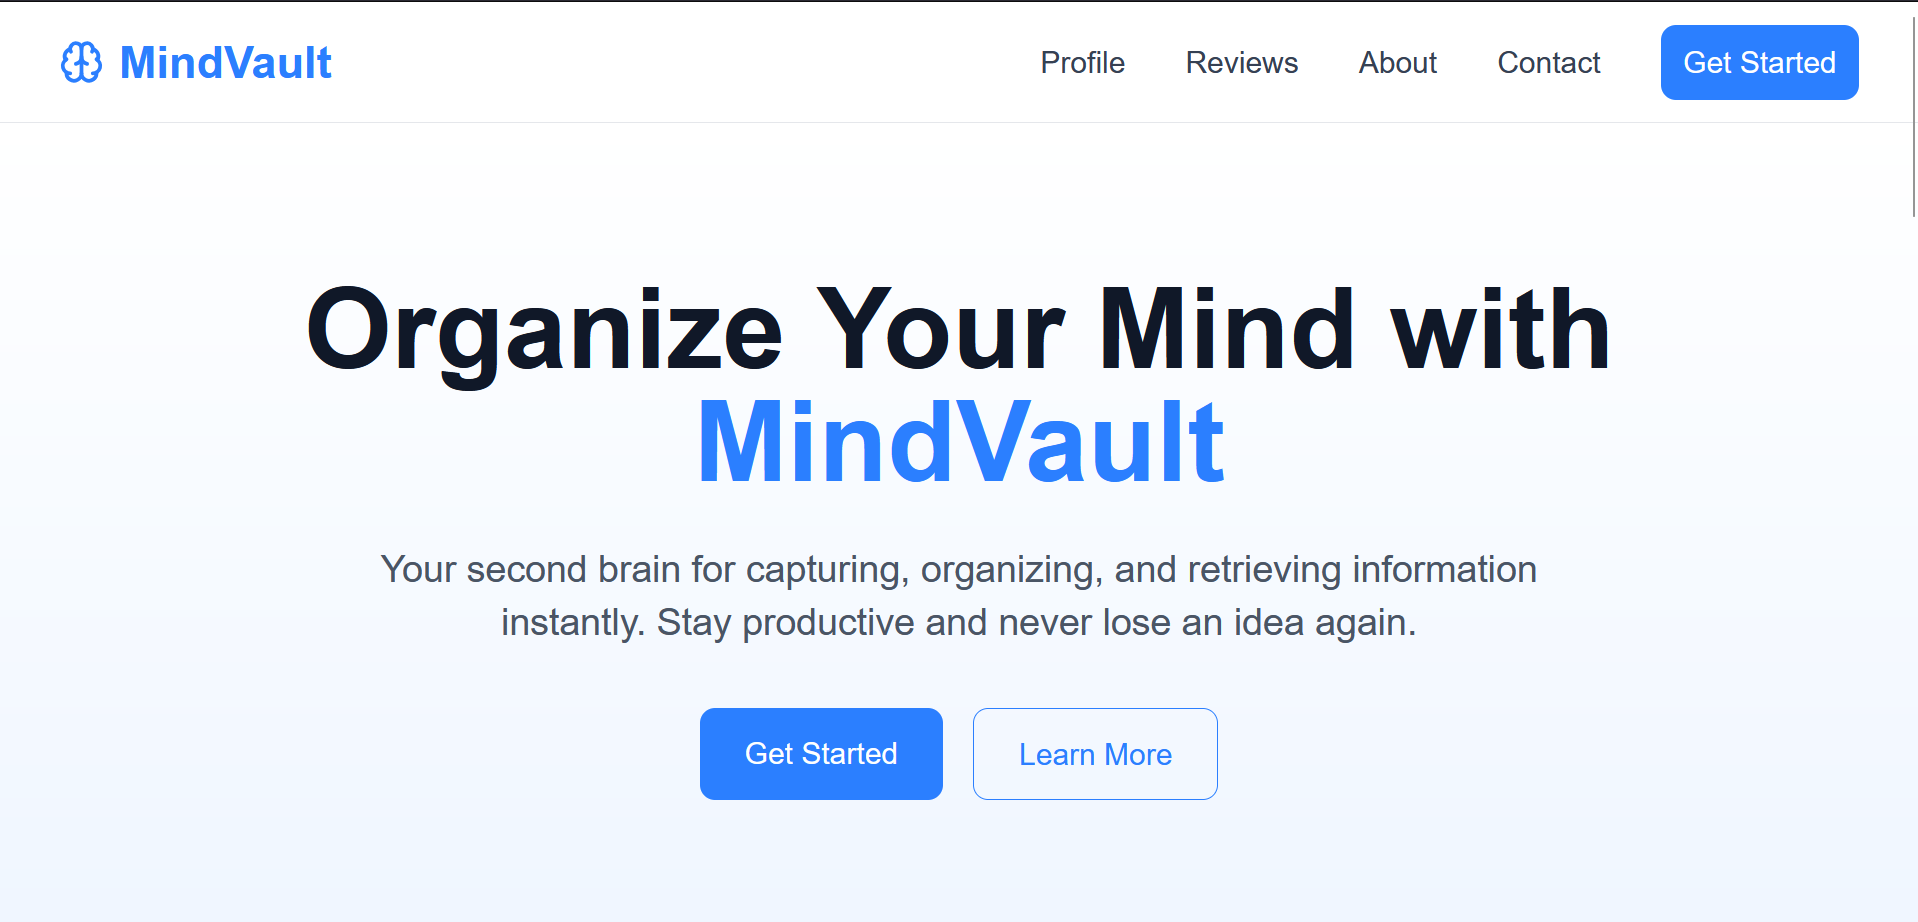 MindVault
Profile
Reviews
About
Contact
Get Started
Organize Your Mind with
MindVault
Your second brain for capturing, organizing, and retrieving information
instantly. Stay productive and never lose an idea again.
Get Started
Learn More